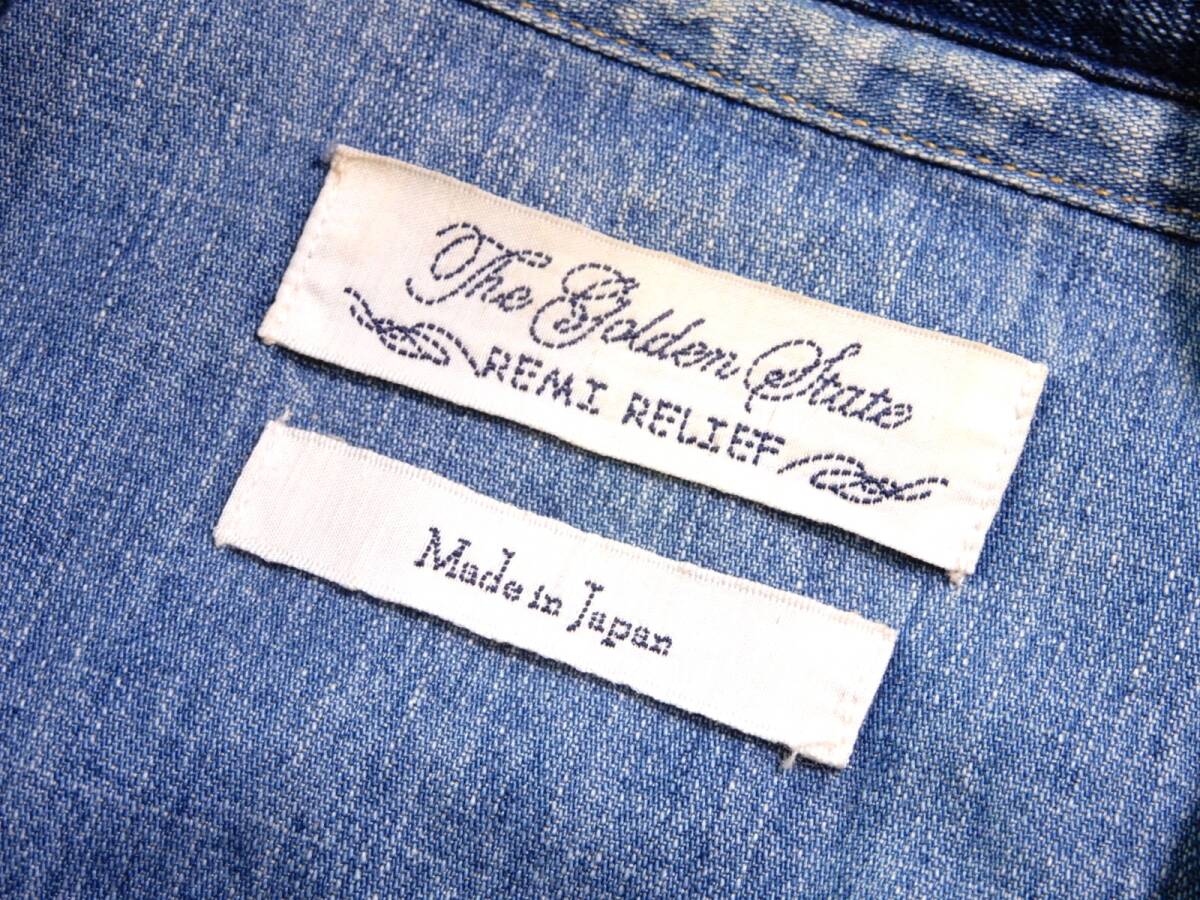 The Golden State
REMI RELIEF
Made in Japan